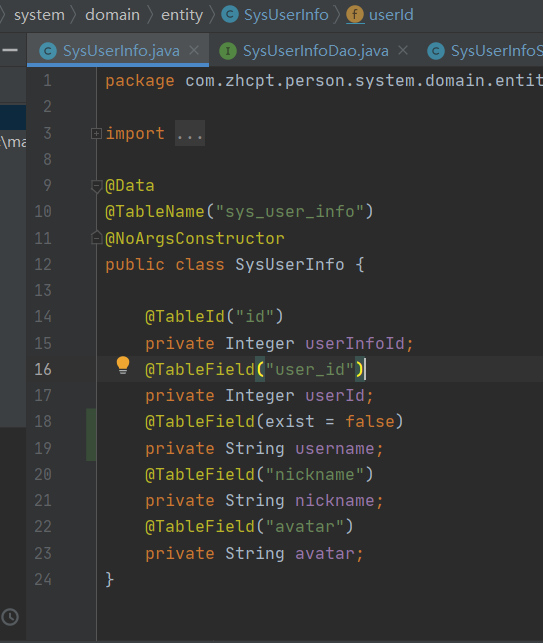 system domain entity SysUserInfo userId
SysUserInfo.java SysUserInfoDao.java SysUserInfoS
\ma
1 package com.zhcpt.person.system.domain.entit
2
3 import ...
8
9 @Data
10 @TableName("sys_user_info")
11 @NoArgsConstructor
12 public class SysUserInfo {
13
14 @TableId("id")
15 private Integer userInfoId;
16 @TableField("user_id")
17 private Integer userId;
18 @TableField(exist = false)
19 private String username;
20 @TableField("nickname")
21 private String nickname;
22 @TableField("avatar")
23 private String avatar;
24 }